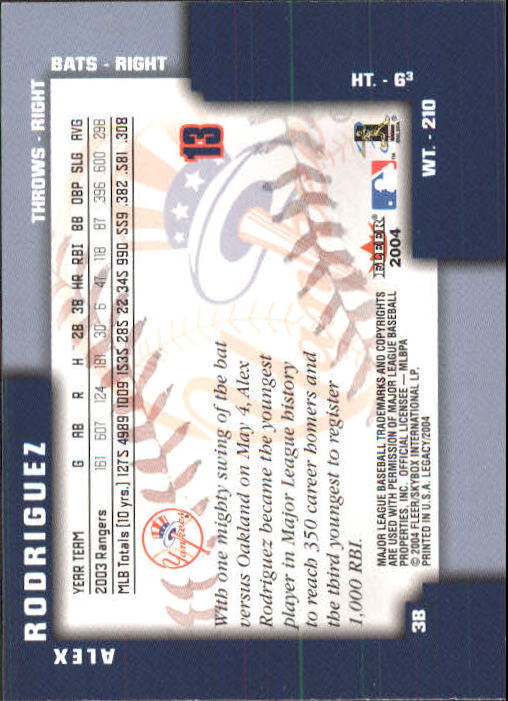 ALEX
RODRIGUEZ
THROWS - RIGHT
BATS - RIGHT
YEAR TEAM G AB R H 2B 3B HR RBI BB OBP SLG AVG
2003 Rangers 161 607 124 181 30 6 47 118 87 .396 .600 .298
MLB Totals (10 yrs.) 1275 4989 1009 1535 285 22 345 990 559 .382 .581 .308
Yankees
13
With one mighty swing of the bat
versus Oakland on May 4, Alex
Rodriguez became the youngest
player in Major League history
to reach 350 career homers and
the third youngest to register
1,000 RBI.
MAJOR LEAGUE BASEBALL TRADEMARKS AND COPYRIGHTS
ARE USED WITH PERMISSION OF MAJOR LEAGUE BASEBALL
PROPERTIES, INC. OFFICIAL LICENSEE — MLBPA
© 2004 FLEER/SKYBOX INTERNATIONAL LP.
PRINTED IN U.S.A. LEGACY/2004
FLEER
2004
3B
HT. - 6³
WT. - 210